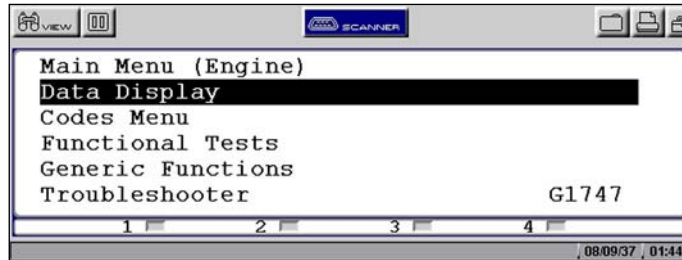 VIEW SCANNER
Main Menu (Engine)
Data Display
Codes Menu
Functional Tests
Generic Functions
Troubleshooter G1747
1 2 3 4
08/09/37 01:44